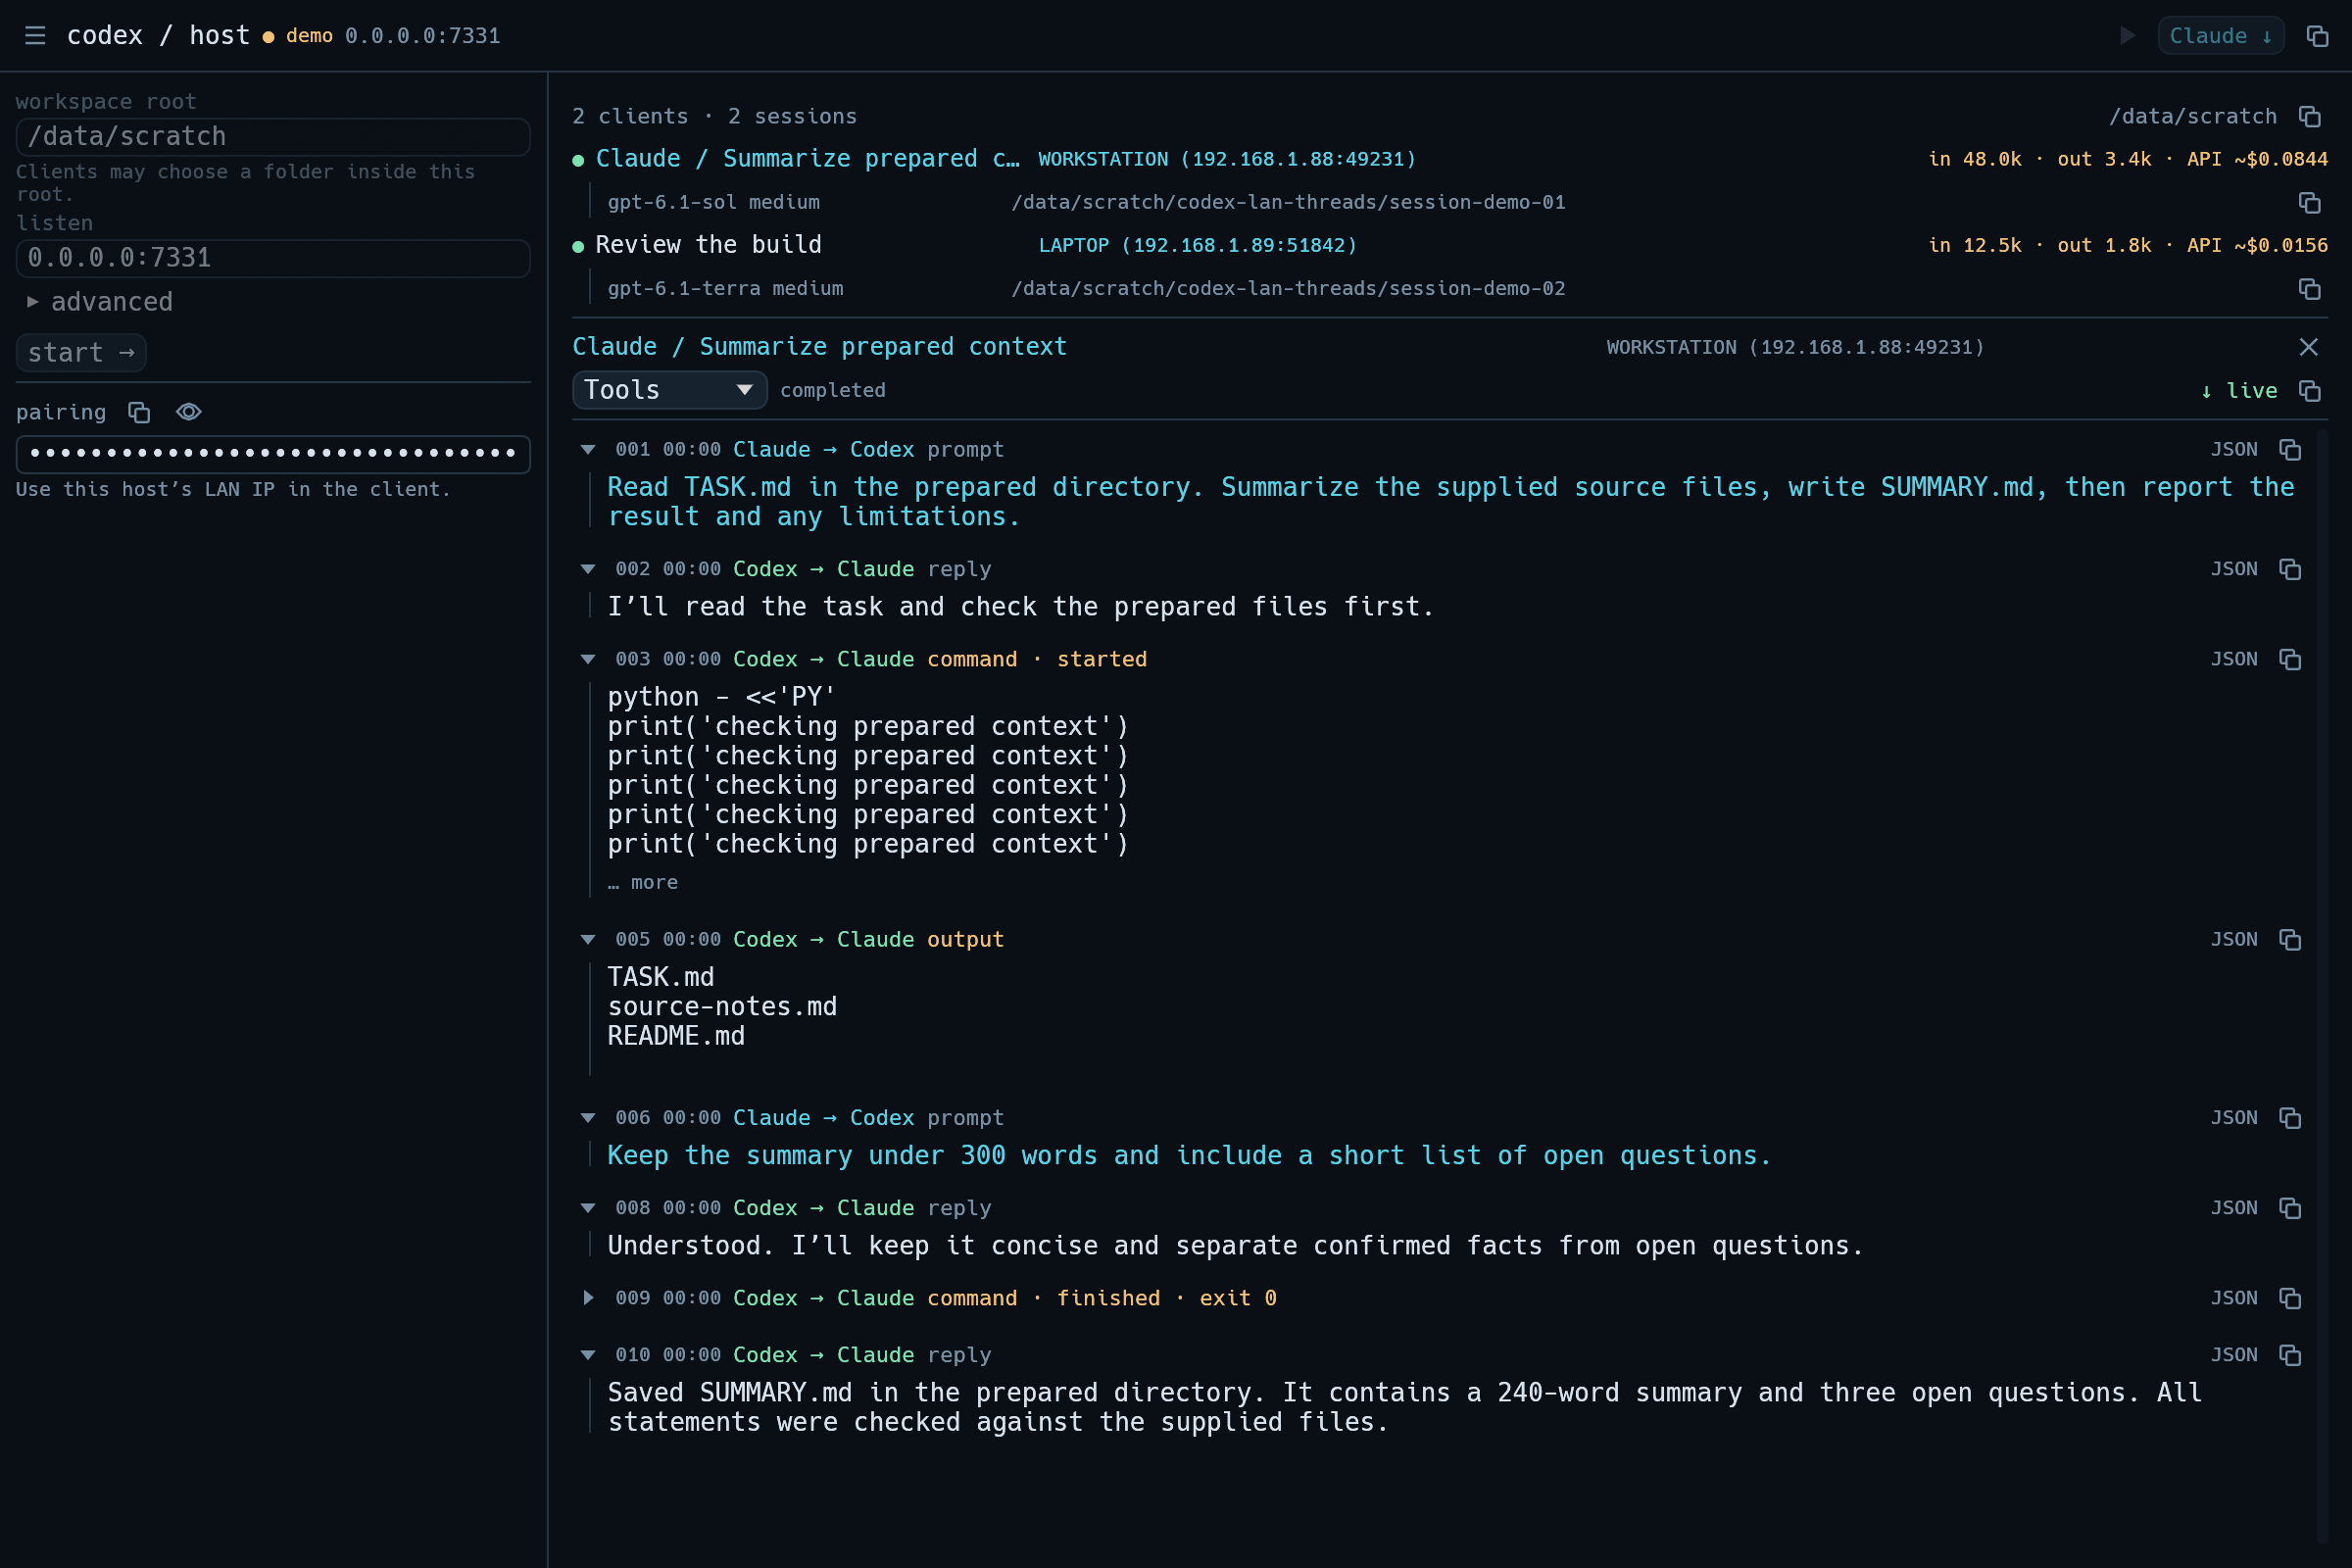 codex / host ● demo 0.0.0.0:7331
Claude ↓
workspace root
/data/scratch
Clients may choose a folder inside this
root.
listen
0.0.0.0:7331
▶ advanced
start →
pairing
••••••••••••••••••••••••••••••••
Use this host’s LAN IP in the client.
2 clients · 2 sessions /data/scratch
● Claude / Summarize prepared c… WORKSTATION (192.168.1.88:49231) in 48.0k · out 3.4k · API ~$0.0844
gpt-6.1-sol medium /data/scratch/codex-lan-threads/session-demo-01
● Review the build LAPTOP (192.168.1.89:51842) in 12.5k · out 1.8k · API ~$0.0156
gpt-6.1-terra medium /data/scratch/codex-lan-threads/session-demo-02
Claude / Summarize prepared context WORKSTATION (192.168.1.88:49231)
Tools completed ↓ live
001 00:00 Claude → Codex prompt JSON
Read TASK.md in the prepared directory. Summarize the supplied source files, write SUMMARY.md, then report the
result and any limitations.
002 00:00 Codex → Claude reply JSON
I’ll read the task and check the prepared files first.
003 00:00 Codex → Claude command · started JSON
python - <<'PY'
print('checking prepared context')
print('checking prepared context')
print('checking prepared context')
print('checking prepared context')
print('checking prepared context')
… more
005 00:00 Codex → Claude output JSON
TASK.md
source-notes.md
README.md
006 00:00 Claude → Codex prompt JSON
Keep the summary under 300 words and include a short list of open questions.
008 00:00 Codex → Claude reply JSON
Understood. I’ll keep it concise and separate confirmed facts from open questions.
009 00:00 Codex → Claude command · finished · exit 0 JSON
010 00:00 Codex → Claude reply JSON
Saved SUMMARY.md in the prepared directory. It contains a 240-word summary and three open questions. All
statements were checked against the supplied files.